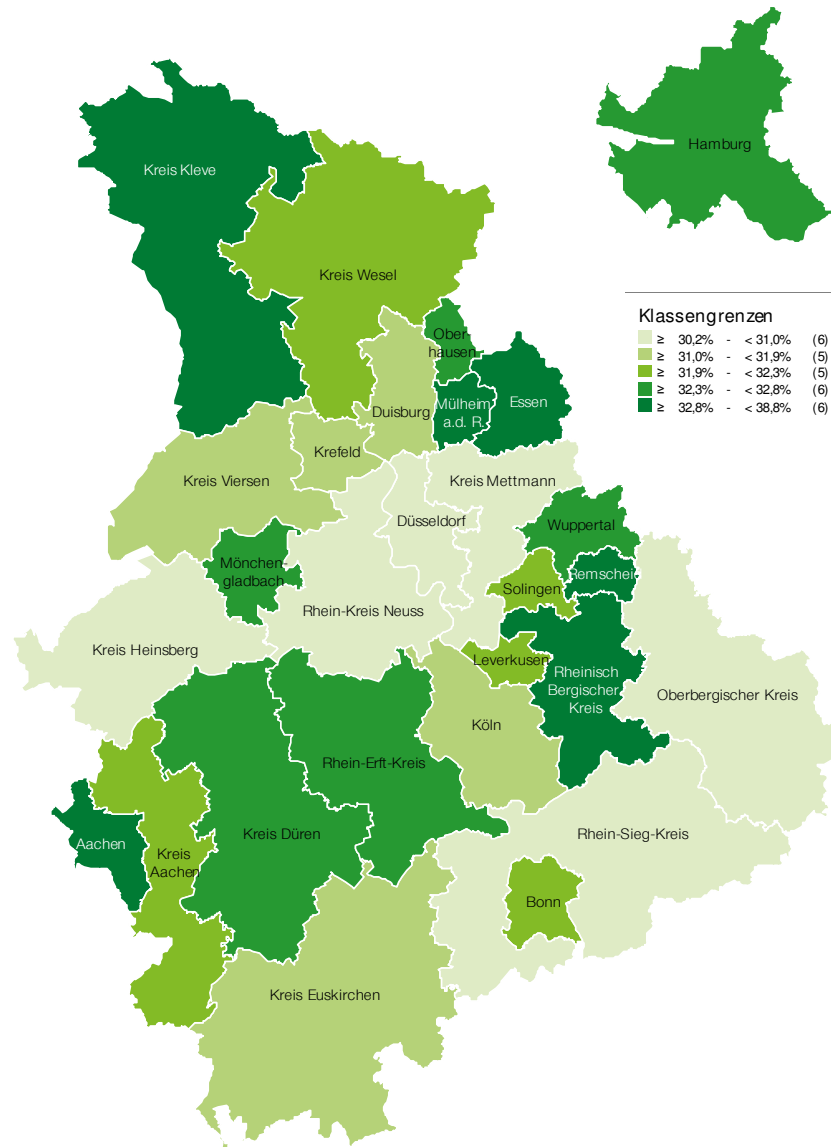 Hamburg
Kreis Kleve
Kreis Wesel
Klassengrenzen
≥ 30,2% - < 31,0% (6)
≥ 31,0% - < 31,9% (5)
≥ 31,9% - < 32,3% (5)
≥ 32,3% - < 32,8% (6)
≥ 32,8% - < 38,8% (6)
Ober-
hausen
Duisburg
Mülheim
a.d. R.
Essen
Krefeld
Kreis Viersen
Kreis Mettmann
Düsseldorf
Wuppertal
Mönchen-
gladbach
Remscheid
Solingen
Rhein-Kreis Neuss
Kreis Heinsberg
Leverkusen
Rheinisch
Bergischer
Kreis
Oberbergischer Kreis
Köln
Rhein-Erft-Kreis
Kreis Düren
Rhein-Sieg-Kreis
Aachen
Kreis
Aachen
Bonn
Kreis Euskirchen